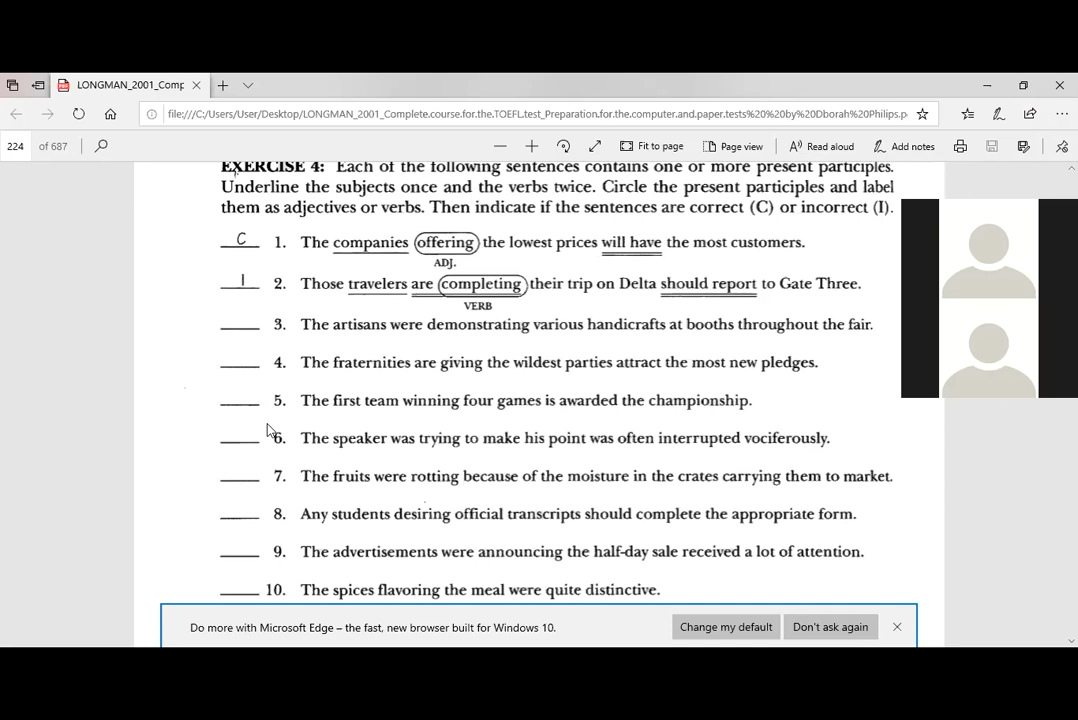 LONGMAN_2001_Comp
file:///C:/Users/User/Desktop/LONGMAN_2001_Complete.course.for.the.TOEFL.test_Preparation.for.the.computer.and.paper.tests%20%20by%20Dborah%20Philips.p
224 of 687
Fit to page
Page view
Read aloud
Add notes
EXERCISE 4: Each of the following sentences contains one or more present participles.
Underline the subjects once and the verbs twice. Circle the present participles and label
them as adjectives or verbs. Then indicate if the sentences are correct (C) or incorrect (I).
C 1. The companies offering the lowest prices will have the most customers.
ADJ.
I 2. Those travelers are completing their trip on Delta should report to Gate Three.
VERB
3. The artisans were demonstrating various handicrafts at booths throughout the fair.
4. The fraternities are giving the wildest parties attract the most new pledges.
5. The first team winning four games is awarded the championship.
6. The speaker was trying to make his point was often interrupted vociferously.
7. The fruits were rotting because of the moisture in the crates carrying them to market.
8. Any students desiring official transcripts should complete the appropriate form.
9. The advertisements were announcing the half-day sale received a lot of attention.
10. The spices flavoring the meal were quite distinctive.
Do more with Microsoft Edge – the fast, new browser built for Windows 10.
Change my default
Don't ask again